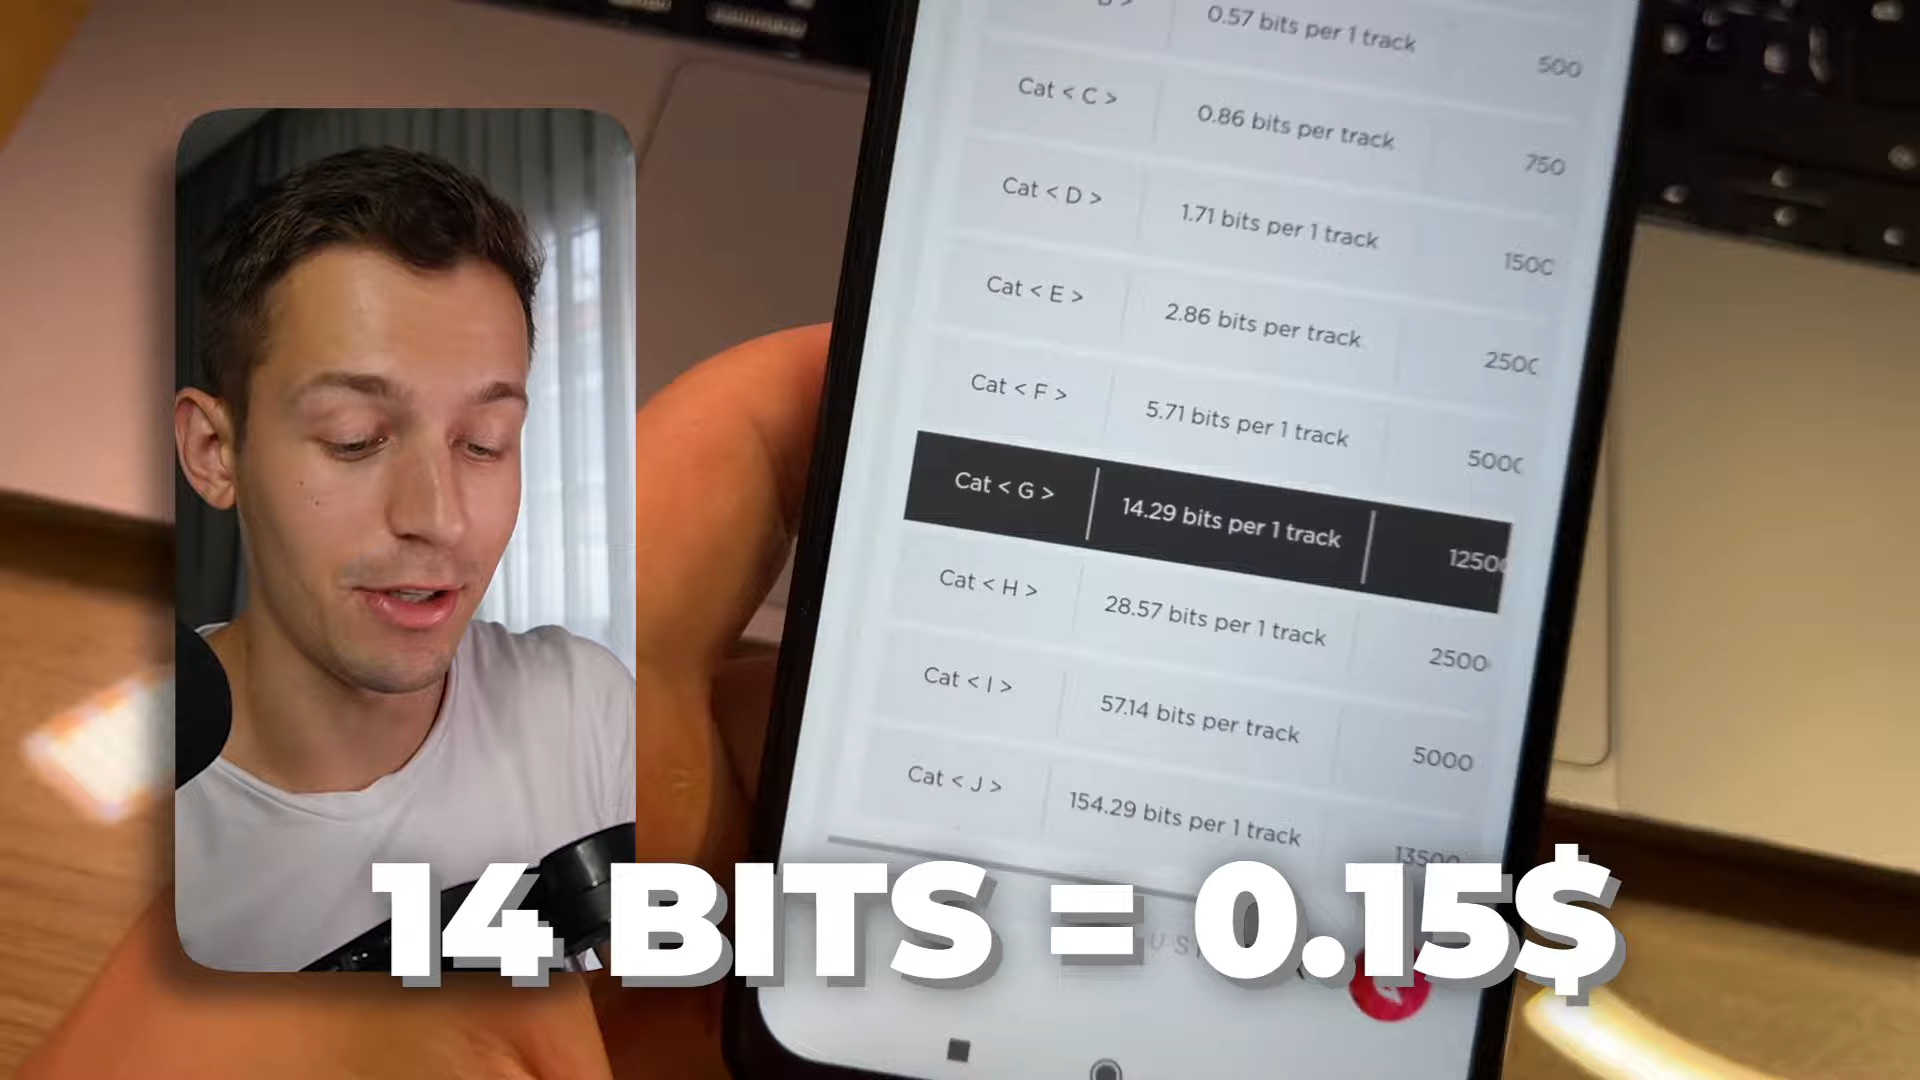 0.57 bits per 1 track
500
Cat < C >
0.86 bits per track
750
Cat < D >
1.71 bits per 1 track
Cat < E >
2.86 bits per track
Cat < F >
5.71 bits per 1 track
Cat < G >
14.29 bits per 1 track
Cat < H >
28.57 bits per 1 track
2500
Cat < I >
57.14 bits per track
5000
Cat < J >
154.29 bits per 1 track
14 BITS = 0.15$